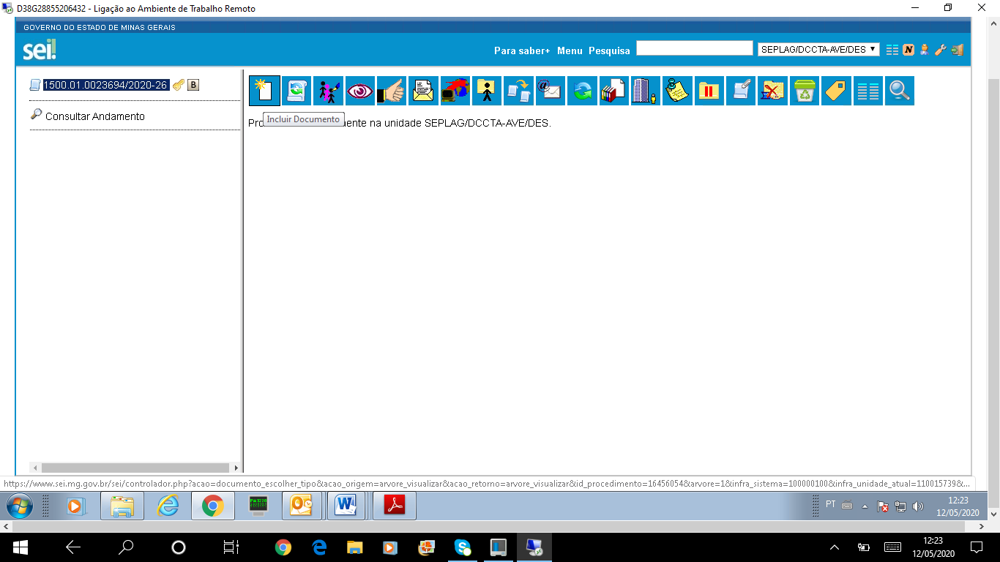 D38G28855206432 - Ligação ao Ambiente de Trabalho Remoto
GOVERNO DO ESTADO DE MINAS GERAIS
sei!
Para saber+ Menu Pesquisa
SEPLAG/DCCTA-AVE/DES
N
1500.01.0023694/2020-26
B
Consultar Andamento
Incluir Documento
Pro ente na unidade SEPLAG/DCCTA-AVE/DES.
https://www.sei.mg.gov.br/sei/controlador.php?acao=documento_escolher_tipo&acao_origem=arvore_visualizar&acao_retorno=arvore_visualizar&id_procedimento=16456054&arvore=1&infra_sistema=100000100&infra_unidade_atual=110015739&...
PT
12:23
12/05/2020
12:23
12/05/2020